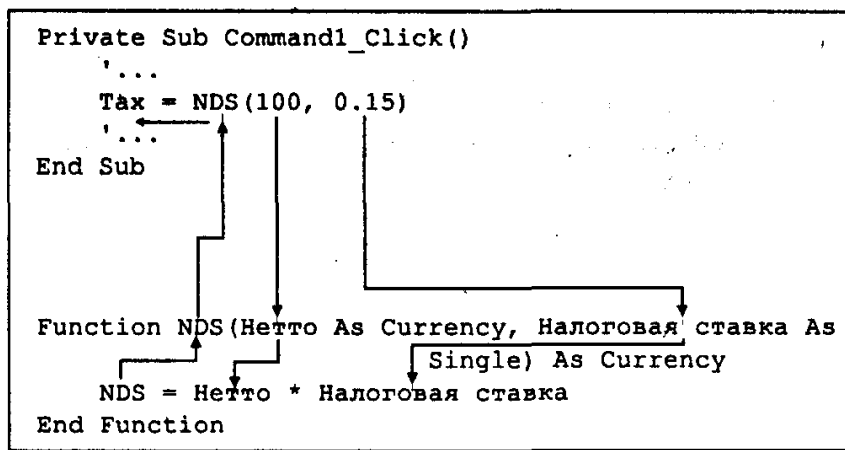 Private Sub Command1_Click()
'...
Tax = NDS(100, 0.15)
'...
End Sub
Function NDS(Нетто As Currency, Налоговая ставка As
Single) As Currency
NDS = Нетто * Налоговая ставка
End Function